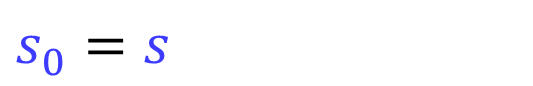 s₀ = s